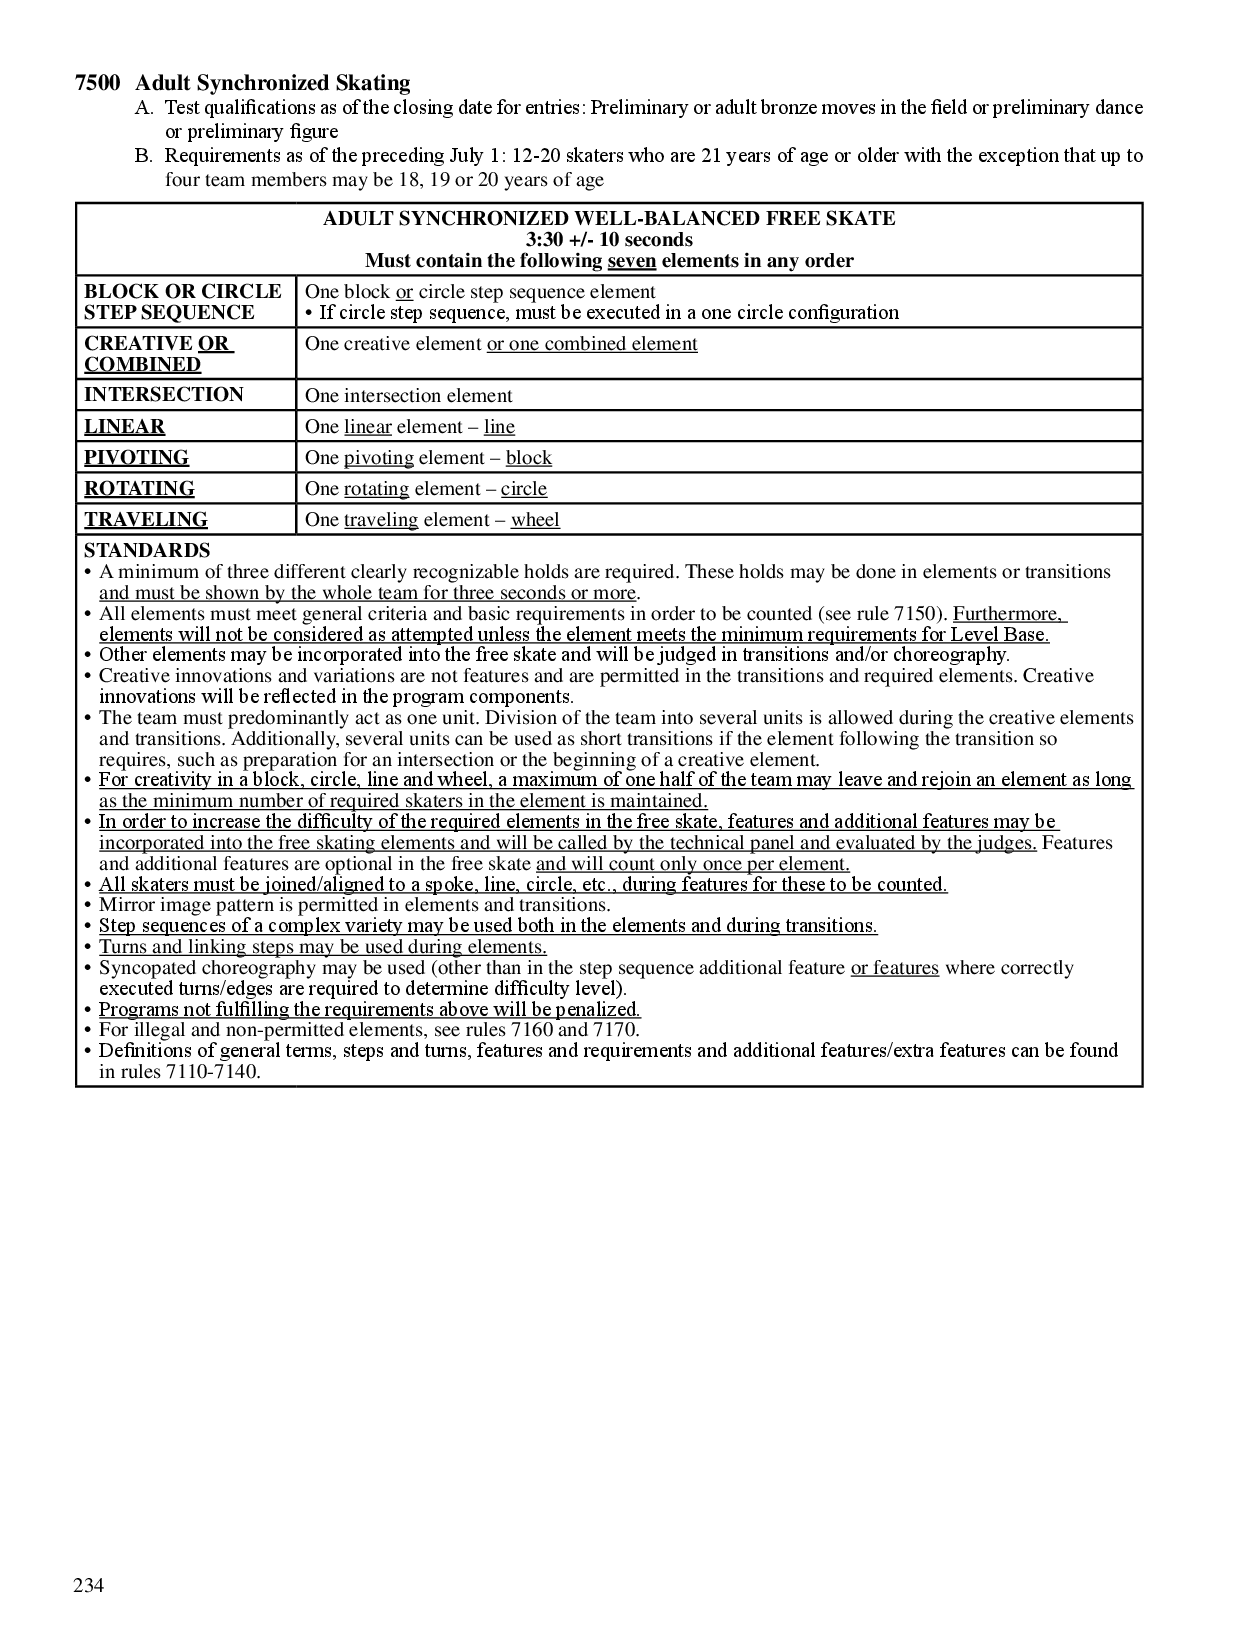 7500 Adult Synchronized Skating
A. Test qualifications as of the closing date for entries: Preliminary or adult bronze moves in the field or preliminary dance
or preliminary figure
B. Requirements as of the preceding July 1: 12-20 skaters who are 21 years of age or older with the exception that up to
four team members may be 18, 19 or 20 years of age
ADULT SYNCHRONIZED WELL-BALANCED FREE SKATE
3:30 +/- 10 seconds
Must contain the following seven elements in any order
BLOCK OR CIRCLE
STEP SEQUENCE
One block or circle step sequence element
• If circle step sequence, must be executed in a one circle configuration
CREATIVE OR
COMBINED
One creative element or one combined element
INTERSECTION
One intersection element
LINEAR
One linear element – line
PIVOTING
One pivoting element – block
ROTATING
One rotating element – circle
TRAVELING
One traveling element – wheel
STANDARDS
• A minimum of three different clearly recognizable holds are required. These holds may be done in elements or transitions
and must be shown by the whole team for three seconds or more.
• All elements must meet general criteria and basic requirements in order to be counted (see rule 7150). Furthermore,
elements will not be considered as attempted unless the element meets the minimum requirements for Level Base.
• Other elements may be incorporated into the free skate and will be judged in transitions and/or choreography.
• Creative innovations and variations are not features and are permitted in the transitions and required elements. Creative
innovations will be reflected in the program components.
• The team must predominantly act as one unit. Division of the team into several units is allowed during the creative elements
and transitions. Additionally, several units can be used as short transitions if the element following the transition so
requires, such as preparation for an intersection or the beginning of a creative element.
• For creativity in a block, circle, line and wheel, a maximum of one half of the team may leave and rejoin an element as long
as the minimum number of required skaters in the element is maintained.
• In order to increase the difficulty of the required elements in the free skate, features and additional features may be
incorporated into the free skating elements and will be called by the technical panel and evaluated by the judges. Features
and additional features are optional in the free skate and will count only once per element.
• All skaters must be joined/aligned to a spoke, line, circle, etc., during features for these to be counted.
• Mirror image pattern is permitted in elements and transitions.
• Step sequences of a complex variety may be used both in the elements and during transitions.
• Turns and linking steps may be used during elements.
• Syncopated choreography may be used (other than in the step sequence additional feature or features where correctly
executed turns/edges are required to determine difficulty level).
• Programs not fulfilling the requirements above will be penalized.
• For illegal and non-permitted elements, see rules 7160 and 7170.
• Definitions of general terms, steps and turns, features and requirements and additional features/extra features can be found
in rules 7110-7140.
234